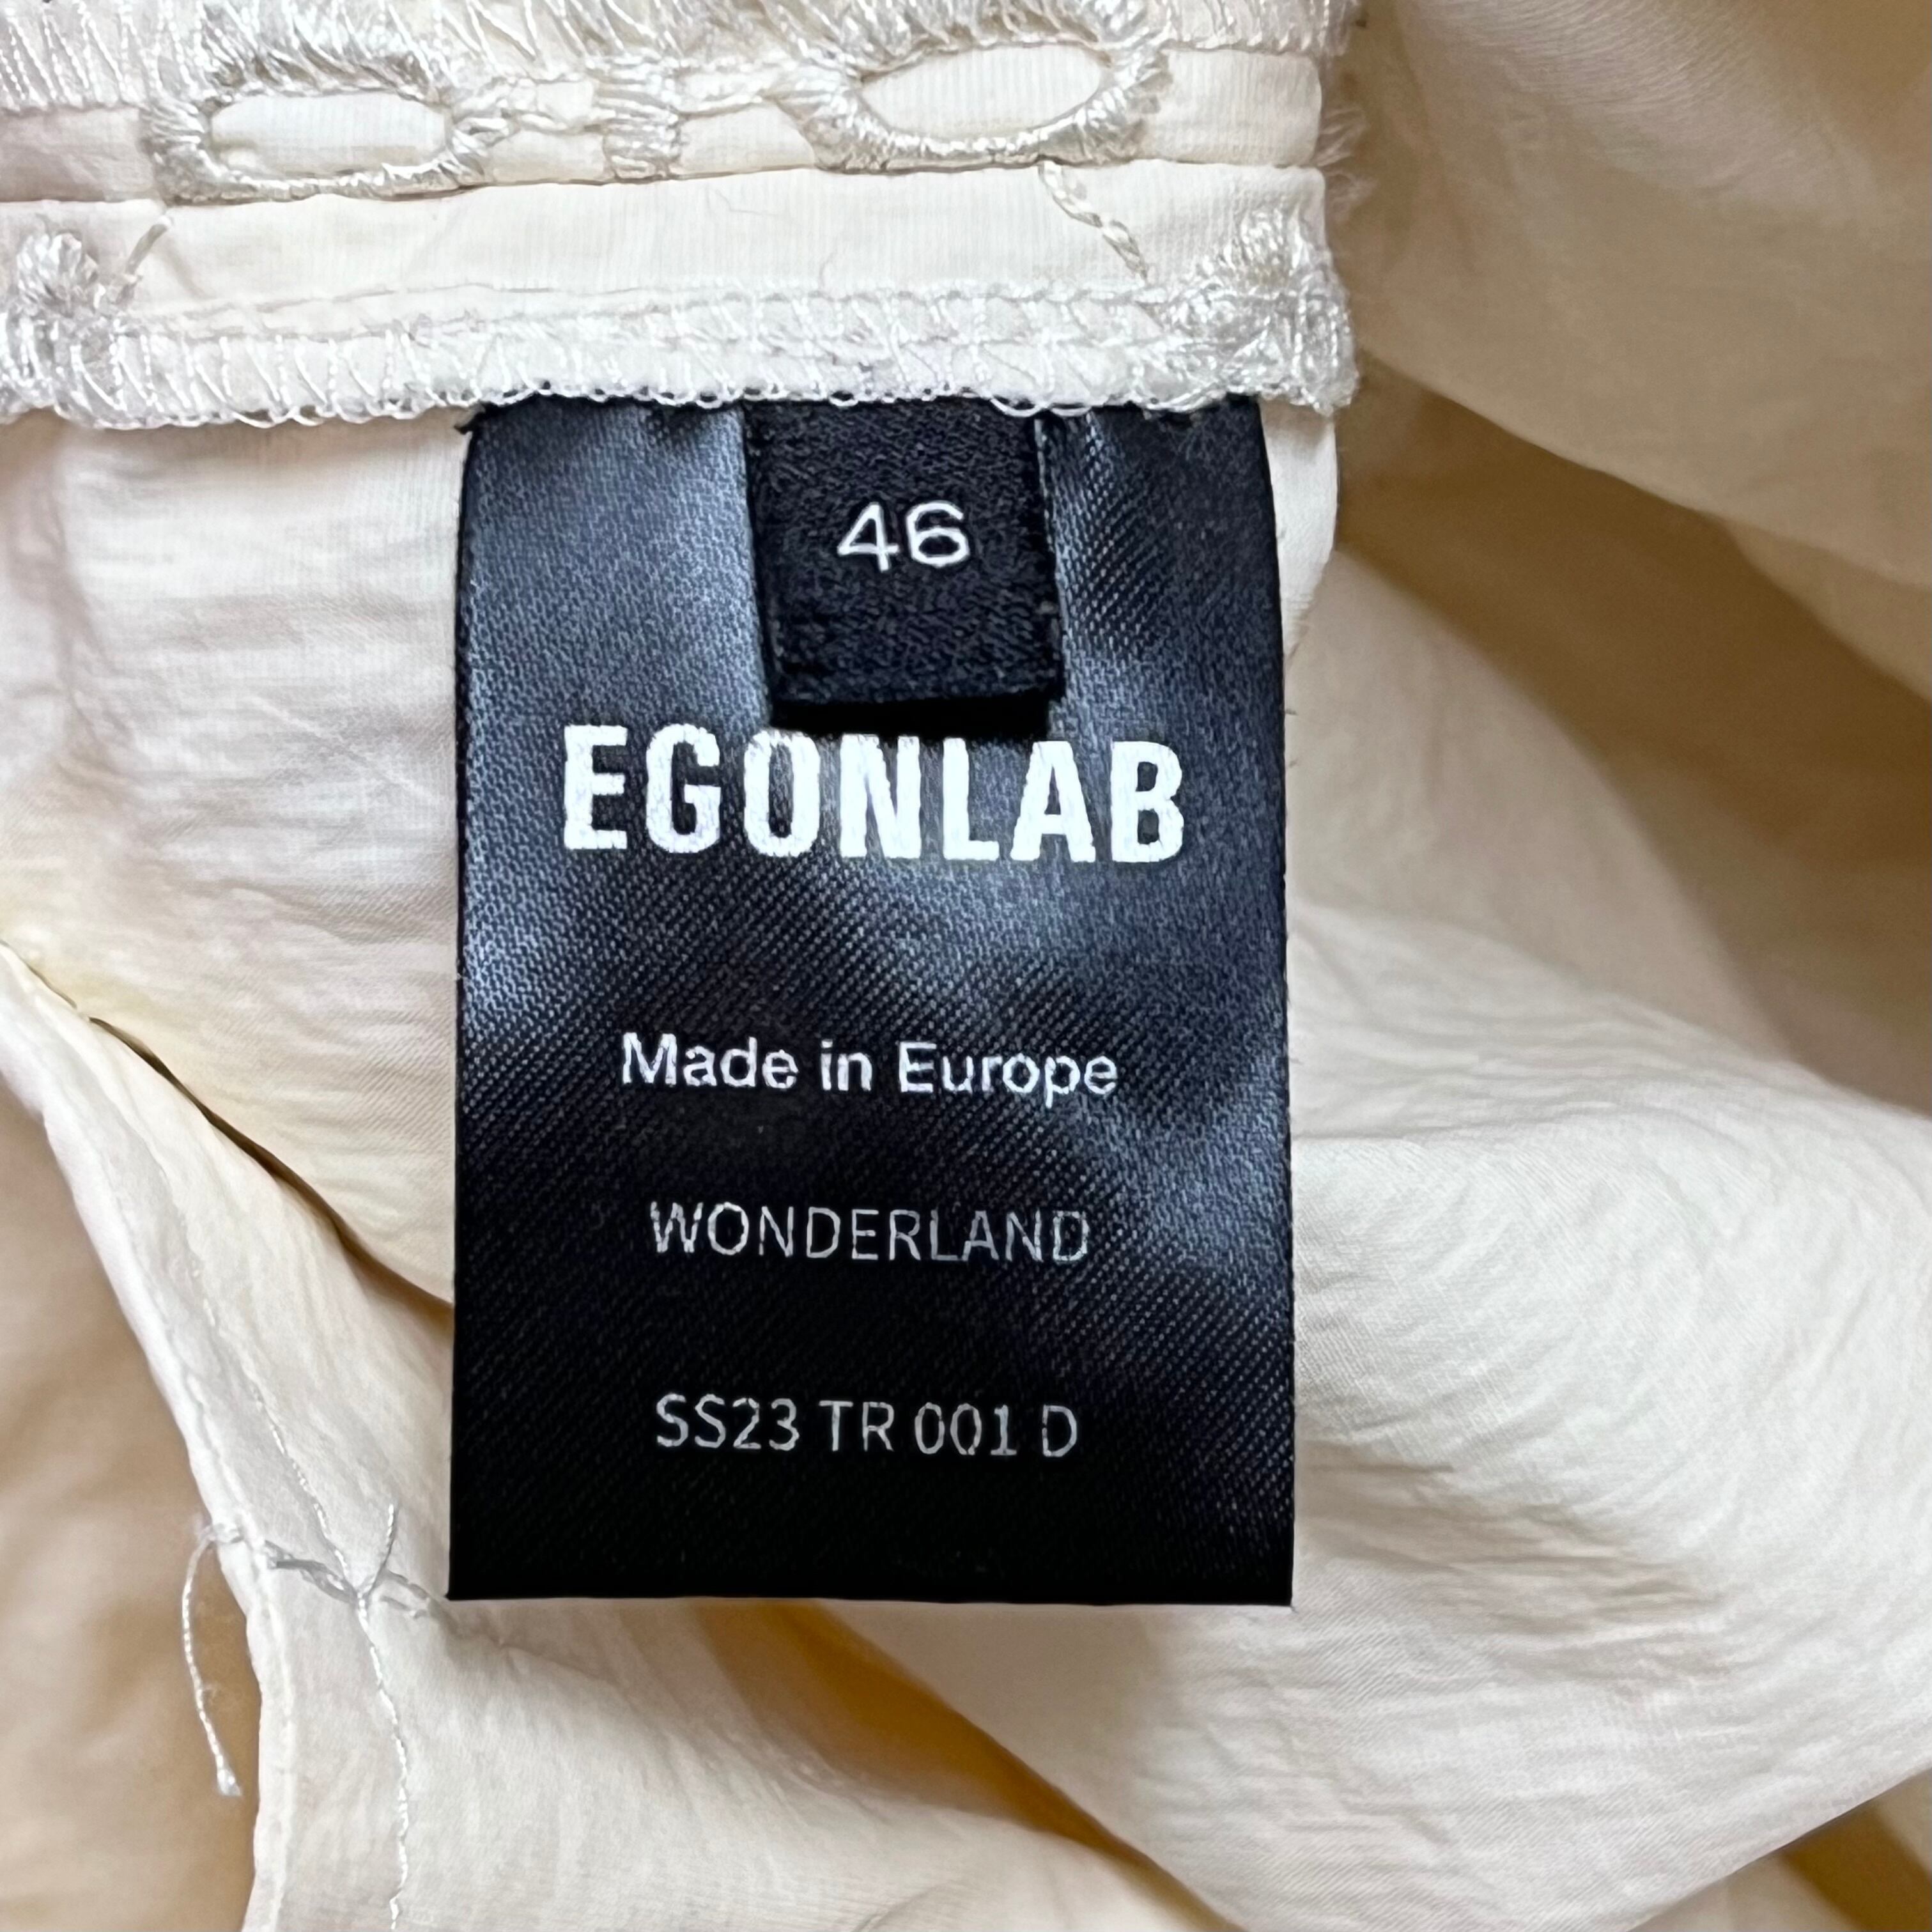 46
EGONLAB
Made in Europe
WONDERLAND
SS23 TR 001 D